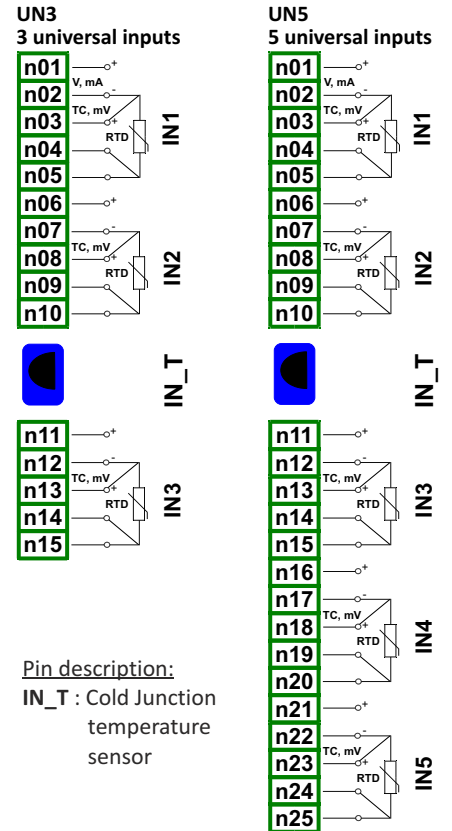 UN3
3 universal inputs
n01 +
V, mA
n02 -
TC, mV
n03 +
RTD
n04
n05
IN1
n06 +
n07 -
TC, mV
n08 +
RTD
n09
n10
IN2
IN_T
n11 +
n12 -
TC, mV
n13 +
RTD
n14
n15
IN3
Pin description:
IN_T : Cold Junction
temperature
sensor
UN5
5 universal inputs
n01 +
V, mA
n02 -
TC, mV
n03 +
RTD
n04
n05
IN1
n06 +
n07 -
TC, mV
n08 +
RTD
n09
n10
IN2
IN_T
n11 +
n12 -
TC, mV
n13 +
RTD
n14
n15
IN3
n16 +
n17 -
TC, mV
n18 +
RTD
n19
n20
IN4
n21 +
n22 -
TC, mV
n23 +
RTD
n24
n25
IN5